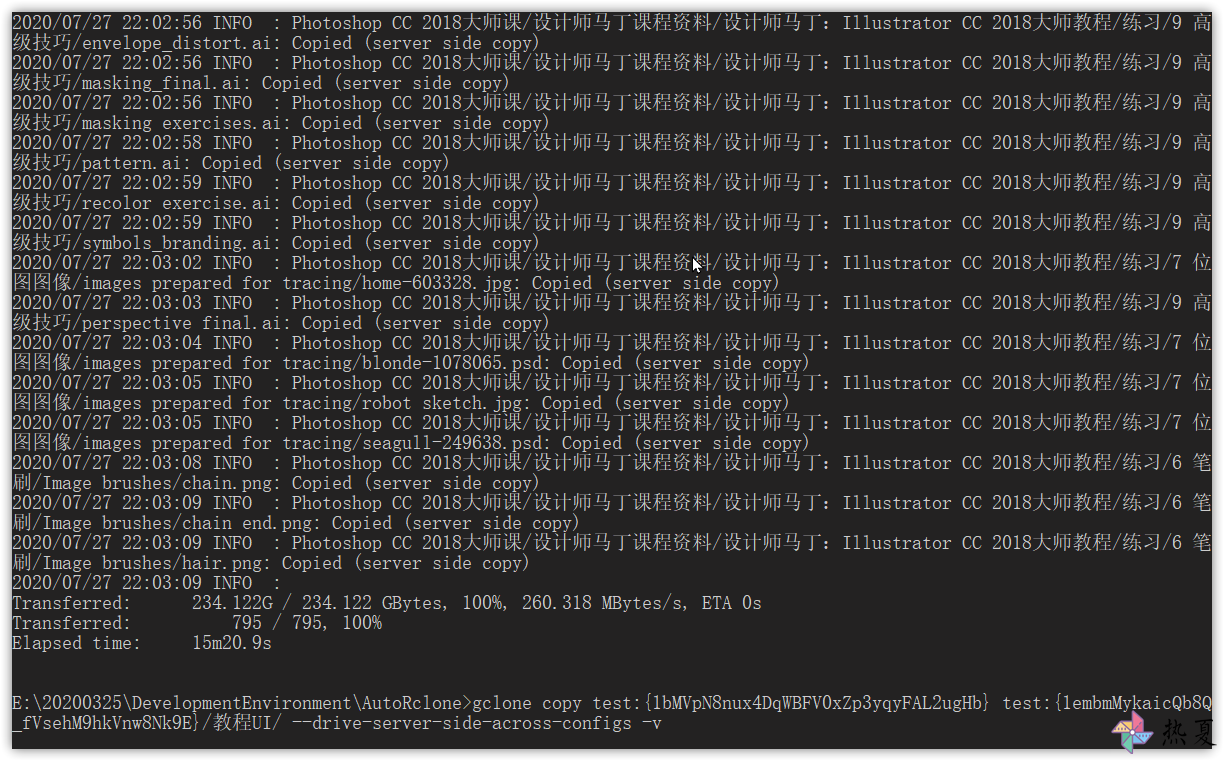 2020/07/27 22:02:56 INFO  : Photoshop CC 2018大师课/设计师马丁课程资料/设计师马丁：Illustrator CC 2018大师教程/练习/9 高
级技巧/envelope_distort.ai: Copied (server side copy)
2020/07/27 22:02:56 INFO  : Photoshop CC 2018大师课/设计师马丁课程资料/设计师马丁：Illustrator CC 2018大师教程/练习/9 高
级技巧/masking_final.ai: Copied (server side copy)
2020/07/27 22:02:56 INFO  : Photoshop CC 2018大师课/设计师马丁课程资料/设计师马丁：Illustrator CC 2018大师教程/练习/9 高
级技巧/masking exercises.ai: Copied (server side copy)
2020/07/27 22:02:58 INFO  : Photoshop CC 2018大师课/设计师马丁课程资料/设计师马丁：Illustrator CC 2018大师教程/练习/9 高
级技巧/pattern.ai: Copied (server side copy)
2020/07/27 22:02:59 INFO  : Photoshop CC 2018大师课/设计师马丁课程资料/设计师马丁：Illustrator CC 2018大师教程/练习/9 高
级技巧/recolor exercise.ai: Copied (server side copy)
2020/07/27 22:02:59 INFO  : Photoshop CC 2018大师课/设计师马丁课程资料/设计师马丁：Illustrator CC 2018大师教程/练习/9 高
级技巧/symbols_branding.ai: Copied (server side copy)
2020/07/27 22:03:02 INFO  : Photoshop CC 2018大师课/设计师马丁课程资料/设计师马丁：Illustrator CC 2018大师教程/练习/7 位
图图像/images prepared for tracing/home-603328.jpg: Copied (server side copy)
2020/07/27 22:03:03 INFO  : Photoshop CC 2018大师课/设计师马丁课程资料/设计师马丁：Illustrator CC 2018大师教程/练习/9 高
级技巧/perspective final.ai: Copied (server side copy)
2020/07/27 22:03:04 INFO  : Photoshop CC 2018大师课/设计师马丁课程资料/设计师马丁：Illustrator CC 2018大师教程/练习/7 位
图图像/images prepared for tracing/blonde-1078065.psd: Copied (server side copy)
2020/07/27 22:03:05 INFO  : Photoshop CC 2018大师课/设计师马丁课程资料/设计师马丁：Illustrator CC 2018大师教程/练习/7 位
图图像/images prepared for tracing/robot sketch.jpg: Copied (server side copy)
2020/07/27 22:03:05 INFO  : Photoshop CC 2018大师课/设计师马丁课程资料/设计师马丁：Illustrator CC 2018大师教程/练习/7 位
图图像/images prepared for tracing/seagull-249638.psd: Copied (server side copy)
2020/07/27 22:03:08 INFO  : Photoshop CC 2018大师课/设计师马丁课程资料/设计师马丁：Illustrator CC 2018大师教程/练习/6 笔
刷/Image brushes/chain.png: Copied (server side copy)
2020/07/27 22:03:09 INFO  : Photoshop CC 2018大师课/设计师马丁课程资料/设计师马丁：Illustrator CC 2018大师教程/练习/6 笔
刷/Image brushes/chain end.png: Copied (server side copy)
2020/07/27 22:03:09 INFO  : Photoshop CC 2018大师课/设计师马丁课程资料/设计师马丁：Illustrator CC 2018大师教程/练习/6 笔
刷/Image brushes/hair.png: Copied (server side copy)
2020/07/27 22:03:09 INFO  :
Transferred:      234.122G / 234.122 GBytes, 100%, 260.318 MBytes/s, ETA 0s
Transferred:          795 / 795, 100%
Elapsed time:     15m20.9s
E:\20200325\DevelopmentEnvironment\AutoRclone>gclone copy test:{1bMVpN8nux4DqWBFV0xZp3yqyFAL2ugHb} test:{1embmMykaicQb8Q
_fVsehM9hkVnw8Nk9E}/教程UI/ --drive-server-side-across-configs -v
热夏